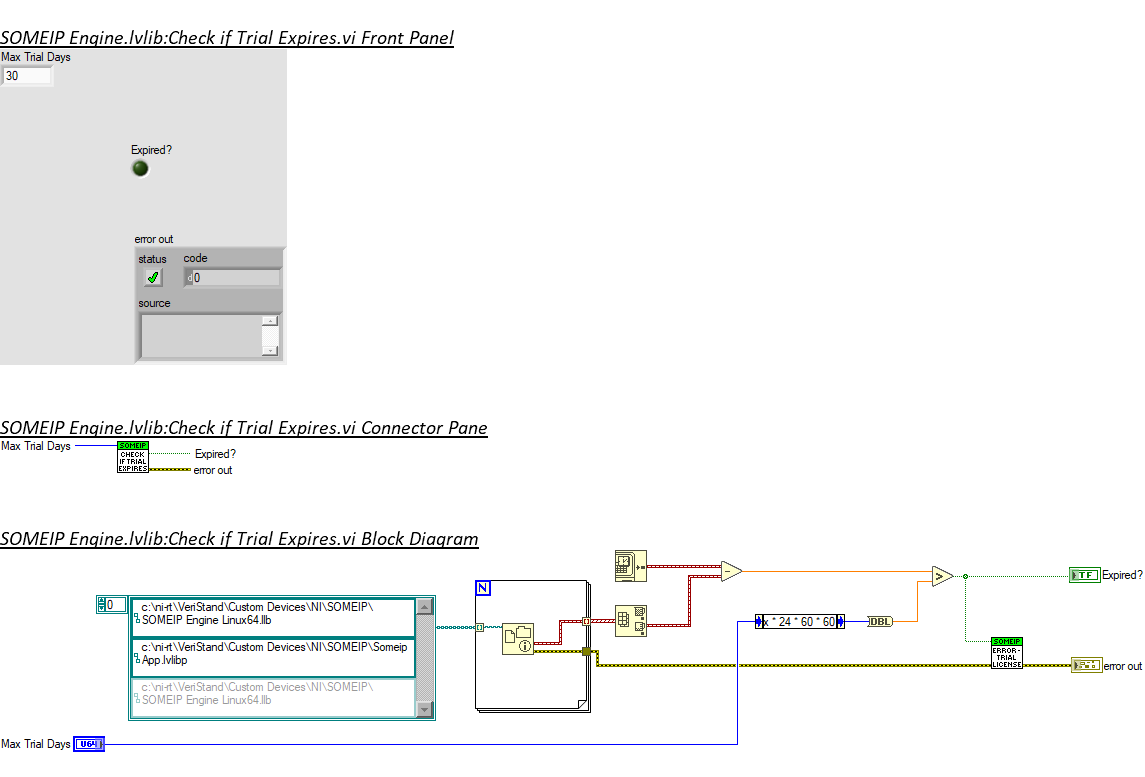 SOMEIP Engine.lvlib:Check if Trial Expires.vi Front Panel
Max Trial Days
30
Expired?
error out
status code
d 0
source
SOMEIP Engine.lvlib:Check if Trial Expires.vi Connector Pane
Max Trial Days
SOMEIP
CHECK
IF TRIAL
EXPIRES
Expired?
error out
SOMEIP Engine.lvlib:Check if Trial Expires.vi Block Diagram
0
c:\ni-rt\VeriStand\Custom Devices\NI\SOMEIP\
SOMEIP Engine Linux64.llb
c:\ni-rt\VeriStand\Custom Devices\NI\SOMEIP\Someip
App.lvlibp
c:\ni-rt\VeriStand\Custom Devices\NI\SOMEIP\
SOMEIP Engine Linux64.llb
N
i
-
>
TF
Expired?
x * 24 * 60 * 60
DBL
SOMEIP
ERROR-
TRIAL
LICENSE
error out
Max Trial Days
U64